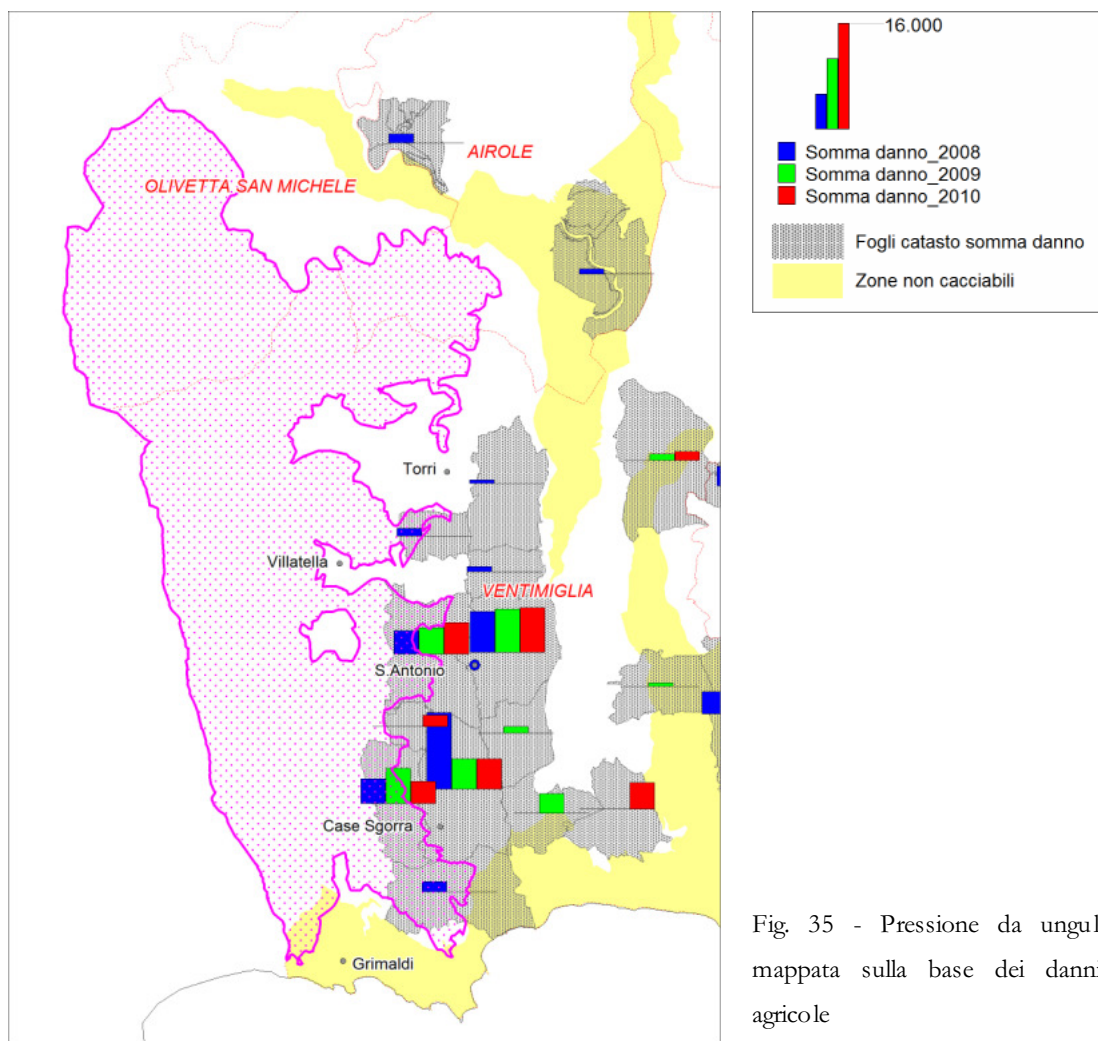 16.000
Somma danno_2008
Somma danno_2009
Somma danno_2010
Fogli catasto somma danno
Zone non cacciabili
AIROLE
OLIVETTA SAN MICHELE
Torri
Villatella
VENTIMIGLIA
S.Antonio
Case Sgorra
Grimaldi
Fig. 35 - Pressione da ungul
mappata sulla base dei danni
agricole